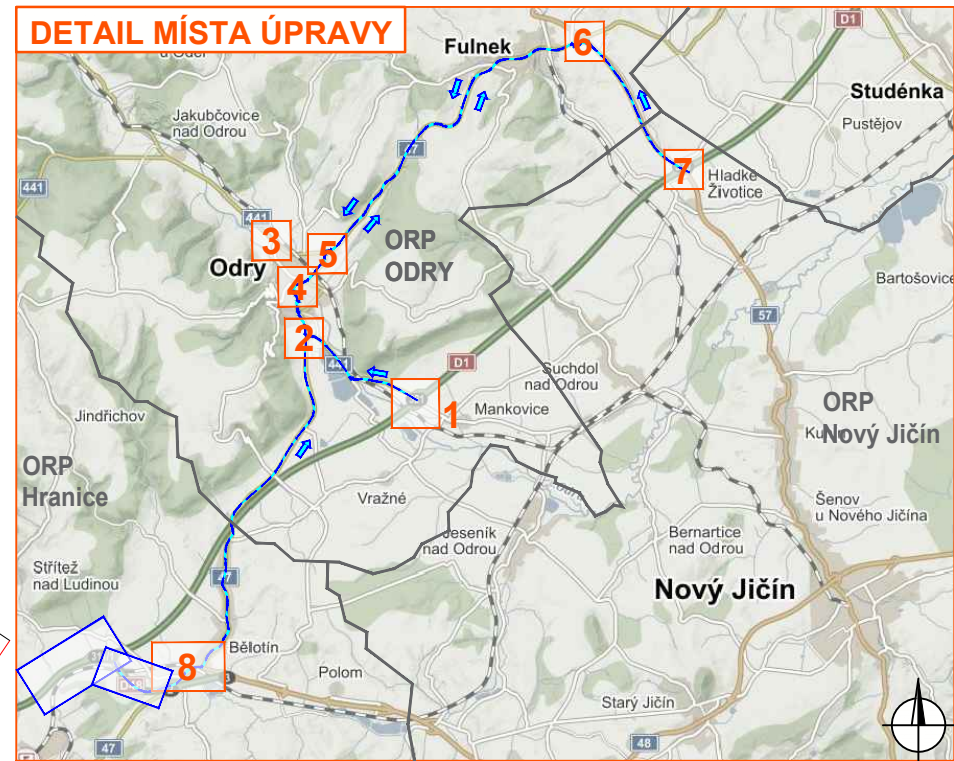 DETAIL MÍSTA ÚPRAVY
Fulnek
6
D1
Studénka
Pustějov
Jakubčovice
nad Odrou
47
441
441
7
Hladké
Životice
3
5
ORP
ODRY
Odry
4
Bartošovice
2
57
441
D1
Suchdol
nad Odrou
1
Mankovice
Jindřichov
ORP
Nový Jičín
ORP
Hranice
Vražné
Šenov
u Nového Jičína
Jeseník
nad Odrou
Bernartice
nad Odrou
Střítež
nad Ludinou
47
Nový Jičín
8
Bělotín
Polom
Starý Jičín
47
48